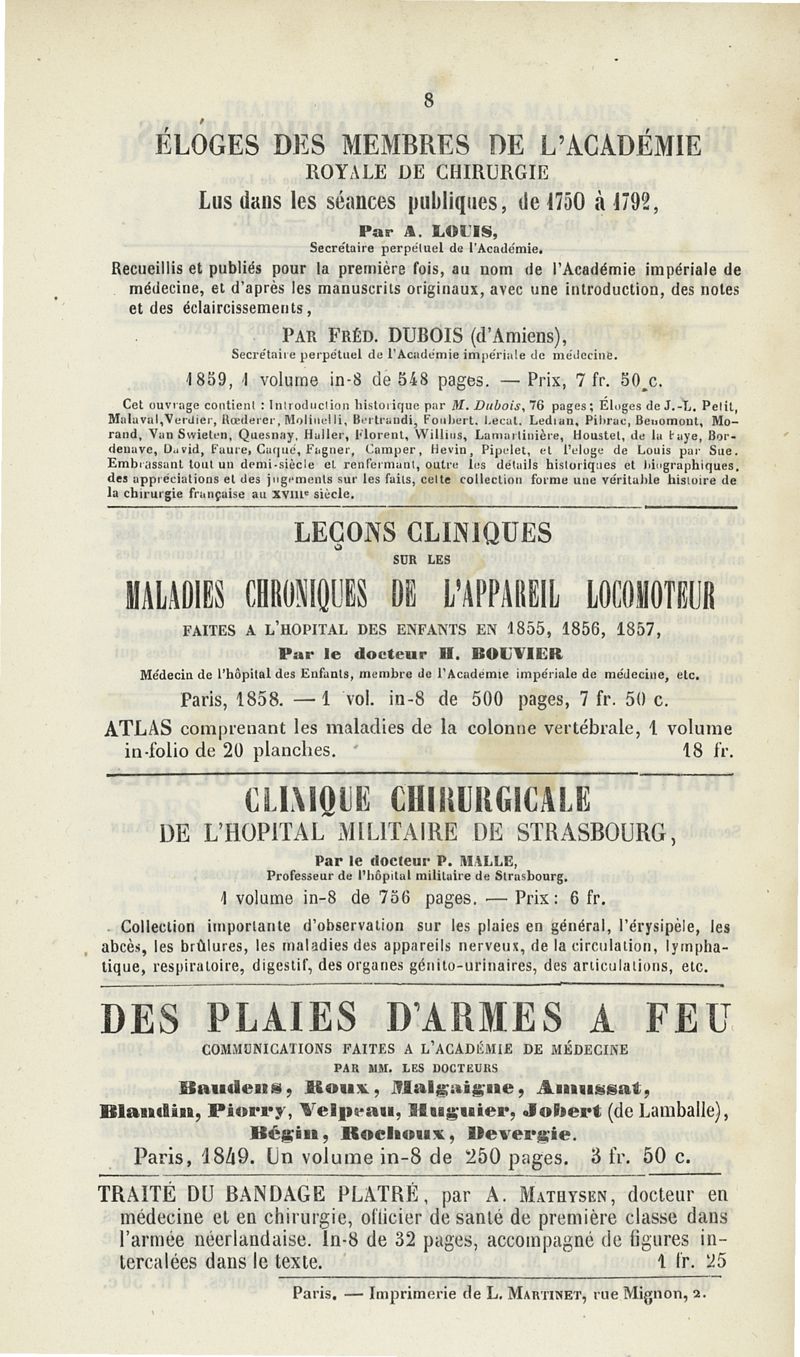 8
ÉLOGES DES MEMBRES DE L'ACADÉMIE
ROYALE DE CHIRURGIE
Lus dans les séances publiques, de 1750 à 1792,
Par A. LOUIS,
Secrétaire perpétuel de l'Académie.
Recueillis et publiés pour la première fois, au nom de l'Académie impériale de
médecine, et d'après les manuscrits originaux, avec une introduction, des notes
et des éclaircissements,
PAR FRÉD. DUBOIS (d'Amiens),
Secrétaire perpétuel de l'Académie impériale de médecine.
1859, 1 volume in-8 de 548 pages. — Prix, 7 fr. 50 c.
Cet ouvrage contient : Introduction historique par M. Dubois, 76 pages; Éloges de J.-L. Petit,
Malaval, Verdier, Rœderer, Molinelli, Bertrandi, Foubert, Lecat, Ledran, Pibrac, Benomont, Mo-
rand, Van Swieten, Quesnay, Haller, Florent, Willius, Lamartinière, Houstet, de la Faye, Bor-
denave, David, Faure, Caqué, Fagner, Camper, Hevin, Pipelet, et l'éloge de Louis par Sue.
Embrassant tout un demi-siècle et renfermant, outre les détails historiques et biographiques,
des appréciations et des jugements sur les faits, cette collection forme une véritable histoire de
la chirurgie française au XVIIIe siècle.
LEÇONS CLINIQUES
SUR LES
MALADIES CHRONIQUES DE L'APPAREIL LOCOMOTEUR
FAITES A L'HOPITAL DES ENFANTS EN 1855, 1856, 1857,
Par le docteur H. BOUVIER
Médecin de l'hôpital des Enfants, membre de l'Académie impériale de médecine, etc.
Paris, 1858. — 1 vol. in-8 de 500 pages, 7 fr. 50 c.
ATLAS comprenant les maladies de la colonne vertébrale, 1 volume
in-folio de 20 planches. 18 fr.
CLINIQUE CHIRURGICALE
DE L'HOPITAL MILITAIRE DE STRASBOURG,
Par le docteur P. MALLE,
Professeur de l'hôpital militaire de Strasbourg.
1 volume in-8 de 756 pages. — Prix : 6 fr.
Collection importante d'observation sur les plaies en général, l'érysipèle, les
abcès, les brûlures, les maladies des appareils nerveux, de la circulation, lympha-
tique, respiratoire, digestif, des organes génito-urinaires, des articulations, etc.
DES PLAIES D'ARMES A FEU
COMMUNICATIONS FAITES A L'ACADÉMIE DE MÉDECINE
PAR MM. LES DOCTEURS
Baudens, Roux, Malgaigne, Amussat,
Blandin, Piorry, Velpeau, Huguier, Jobert (de Lamballe),
Bégin, Rochoux, Devergie.
Paris, 1849. Un volume in-8 de 250 pages. 3 fr. 50 c.
TRAITÉ DU BANDAGE PLATRÉ, par A. MATHYSEN, docteur en
médecine et en chirurgie, officier de santé de première classe dans
l'armée néerlandaise. In-8 de 32 pages, accompagné de figures in-
tercalées dans le texte. 1 fr. 25
Paris. — Imprimerie de L. MARTINET, rue Mignon, 2.